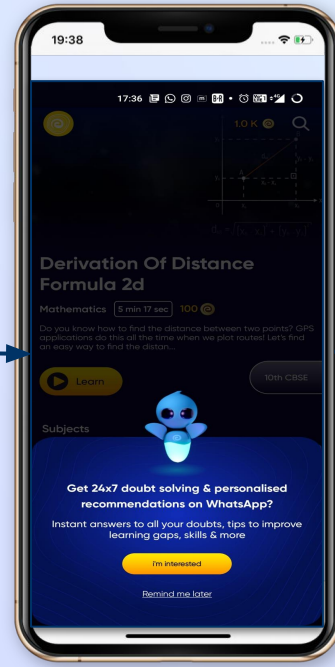 19:38
17:36
1.0 K
Derivation Of Distance
Formula 2d
Mathematics 5 min 17 sec 100
Do you know how to find the distance between two points? GPS
applications do this all the time when we plot routes! Let's find
an easy way to find the distan...
Learn
10th CBSE
Subjects
Get 24x7 doubt solving & personalised
recommendations on WhatsApp?
Instant answers to all your doubts, tips to improve
learning gaps, skills & more
I'm interested
Remind me later